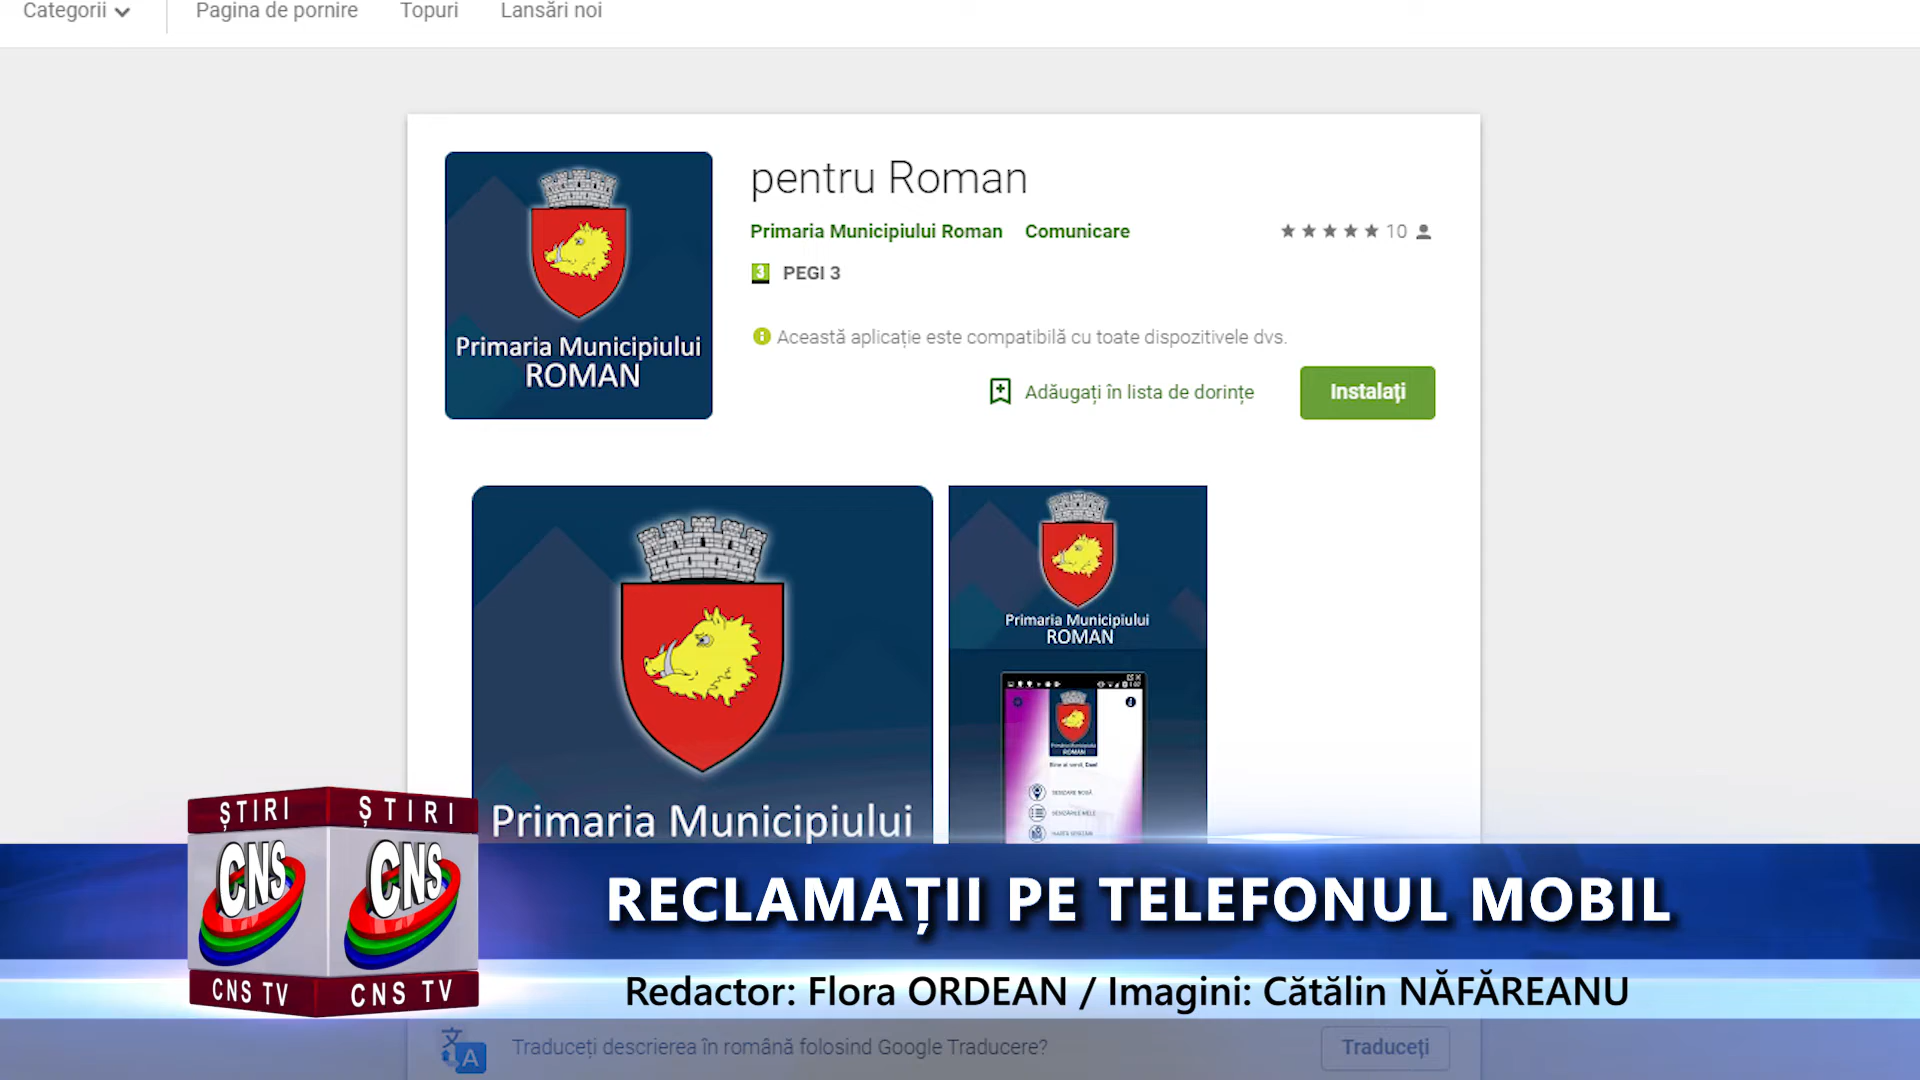 Categorii
Pagina de pornire
Topuri
Lansări noi
Primaria Municipiului
ROMAN
pentru Roman
Primaria Municipiului Roman
Comunicare
10
3
PEGI 3
Această aplicație este compatibilă cu toate dispozitivele dvs.
Adăugați în lista de dorințe
Instalați
Primaria Municipiului
Primaria Municipiului
ROMAN
ROMAN
ȘTIRI
ȘTIRI
CNS
CNS
CNS TV
CNS TV
RECLAMAȚII PE TELEFONUL MOBIL
Redactor: Flora ORDEAN / Imagini: Cătălin NĂFĂREANU
Traduceți descrierea în română folosind Google Traducere?
Traduceți